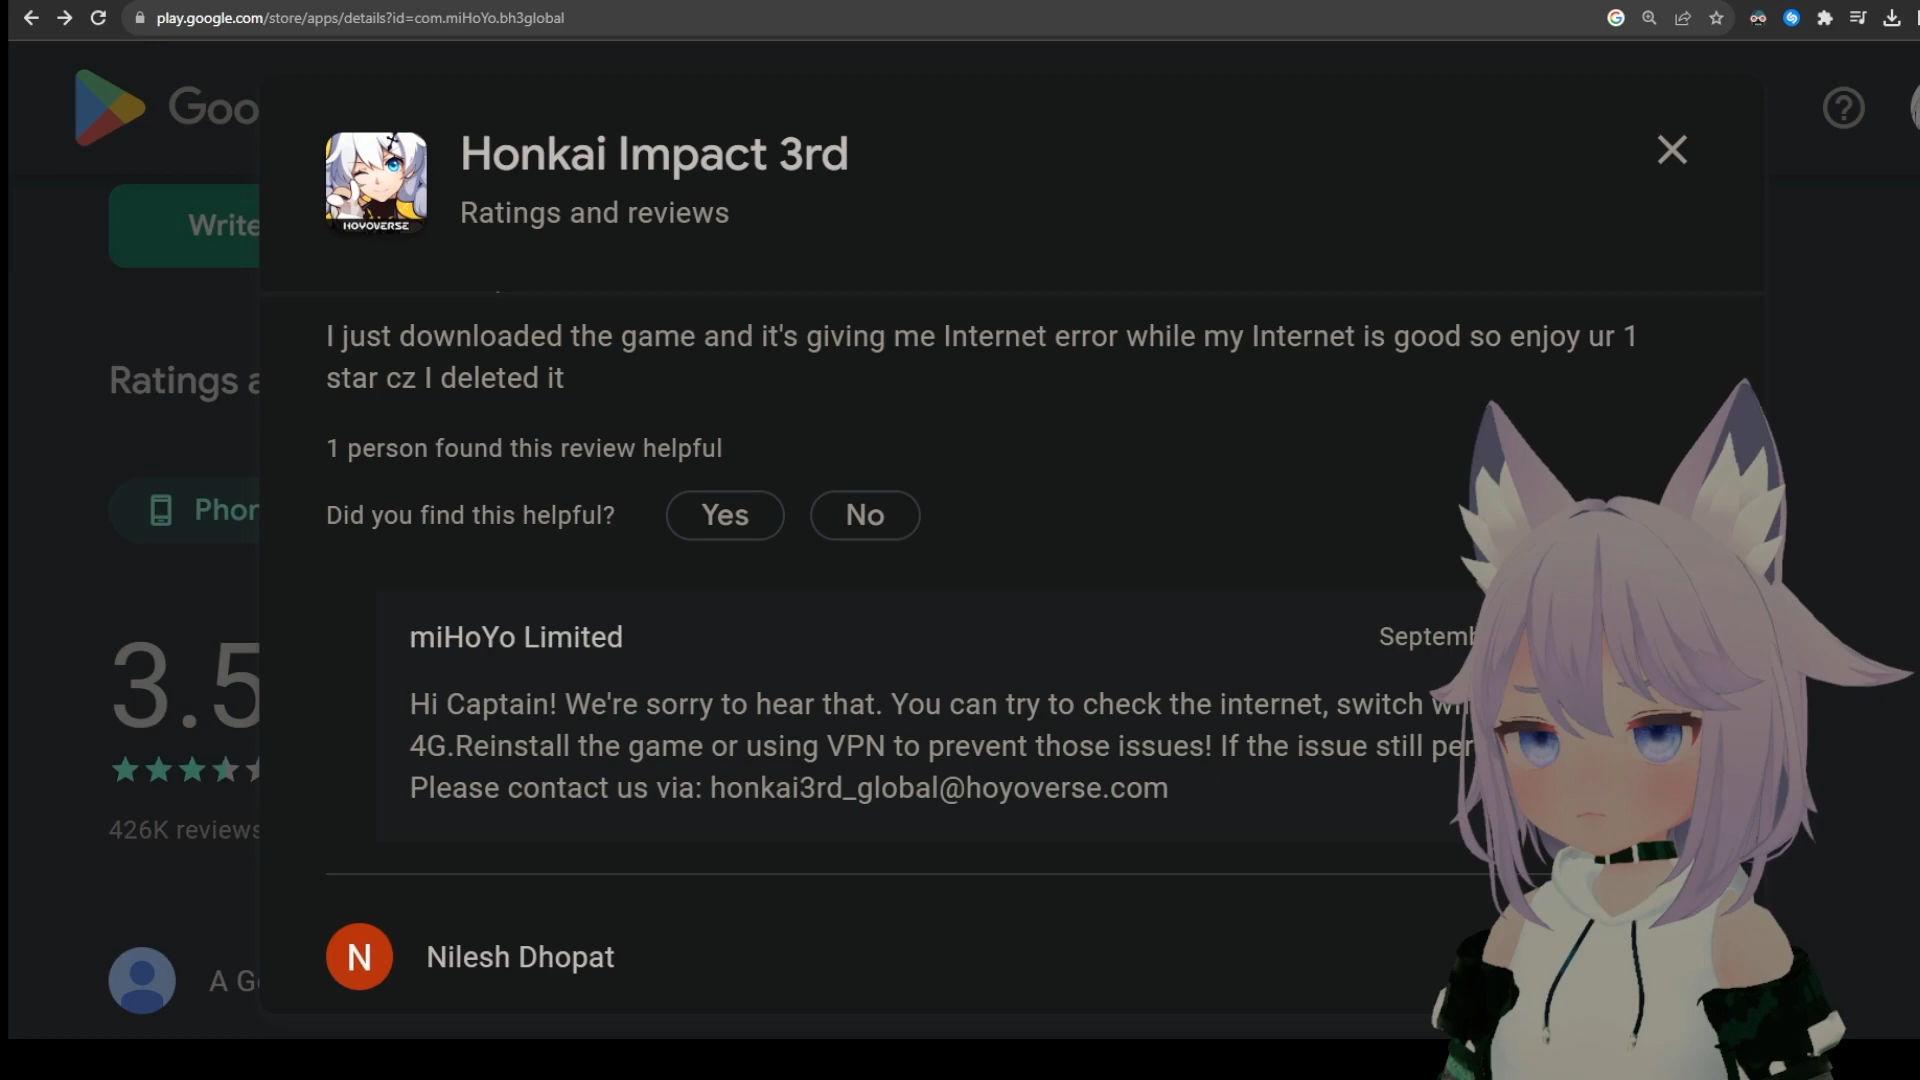 play.google.com/store/apps/details?id=com.miHoYo.bh3global
Goo
Honkai Impact 3rd
HOYOVERSE
Ratings and reviews
Write
I just downloaded the game and it's giving me Internet error while my Internet is good so enjoy ur 1
star cz I deleted it
Ratings a
1 person found this review helpful
Did you find this helpful?
Yes
No
Phon
miHoYo Limited
Septemb
Hi Captain! We're sorry to hear that. You can try to check the internet, switch
4G.Reinstall the game or using VPN to prevent those issues! If the issue still per
Please contact us via: honkai3rd_global@hoyoverse.com
3.5
426K reviews
N
Nilesh Dhopat
A G